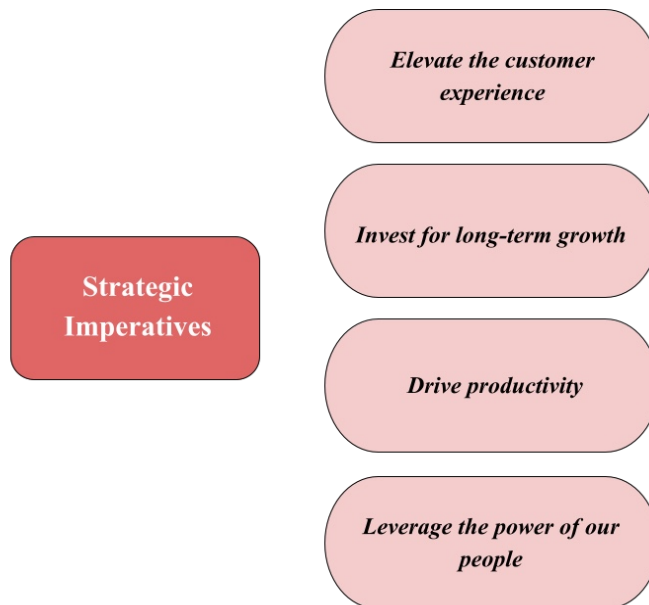 Elevate the customer
experience
Invest for long-term growth
Strategic
Imperatives
Drive productivity
Leverage the power of our
people